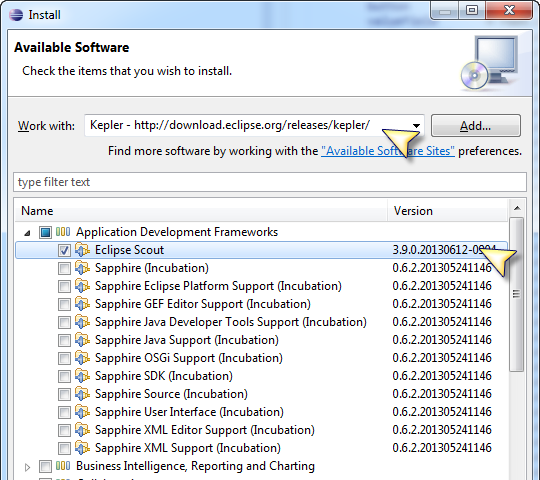 Install
Available Software
Check the items that you wish to install.
Work with: Kepler - http://download.eclipse.org/releases/kepler/ Add...
Find more software by working with the "Available Software Sites" preferences.
type filter text
Name Version
Application Development Frameworks
Eclipse Scout
Sapphire (Incubation) 0.6.2.201305241146
Sapphire Eclipse Platform Support (Incubation) 0.6.2.201305241146
Sapphire GEF Editor Support (Incubation) 0.6.2.201305241146
Sapphire Java Developer Tools Support (Incubation) 0.6.2.201305241146
Sapphire Java Support (Incubation) 0.6.2.201305241146
Sapphire OSGi Support (Incubation) 0.6.2.201305241146
Sapphire SDK (Incubation) 0.6.2.201305241146
Sapphire Source (Incubation) 0.6.2.201305241146
Sapphire User Interface (Incubation) 0.6.2.201305241146
Sapphire XML Editor Support (Incubation) 0.6.2.201305241146
Sapphire XML Support (Incubation) 0.6.2.201305241146
Business Intelligence, Reporting and Charting